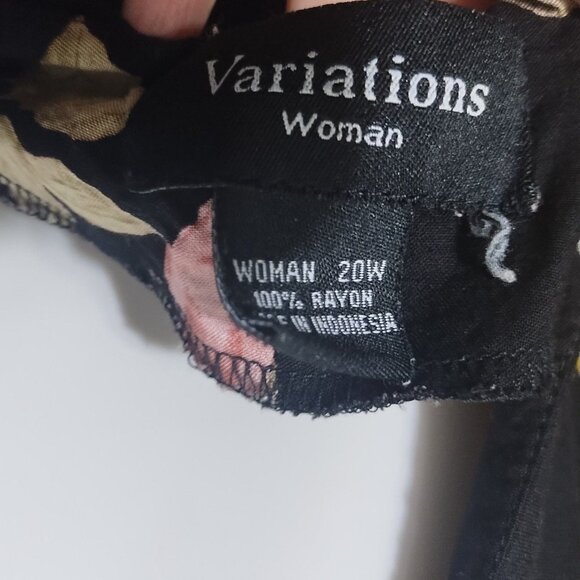 Variations
Woman
WOMAN 20W
100% RAYON
IN INDONESIA